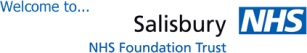 Welcome to...
Salisbury NHS
NHS Foundation Trust